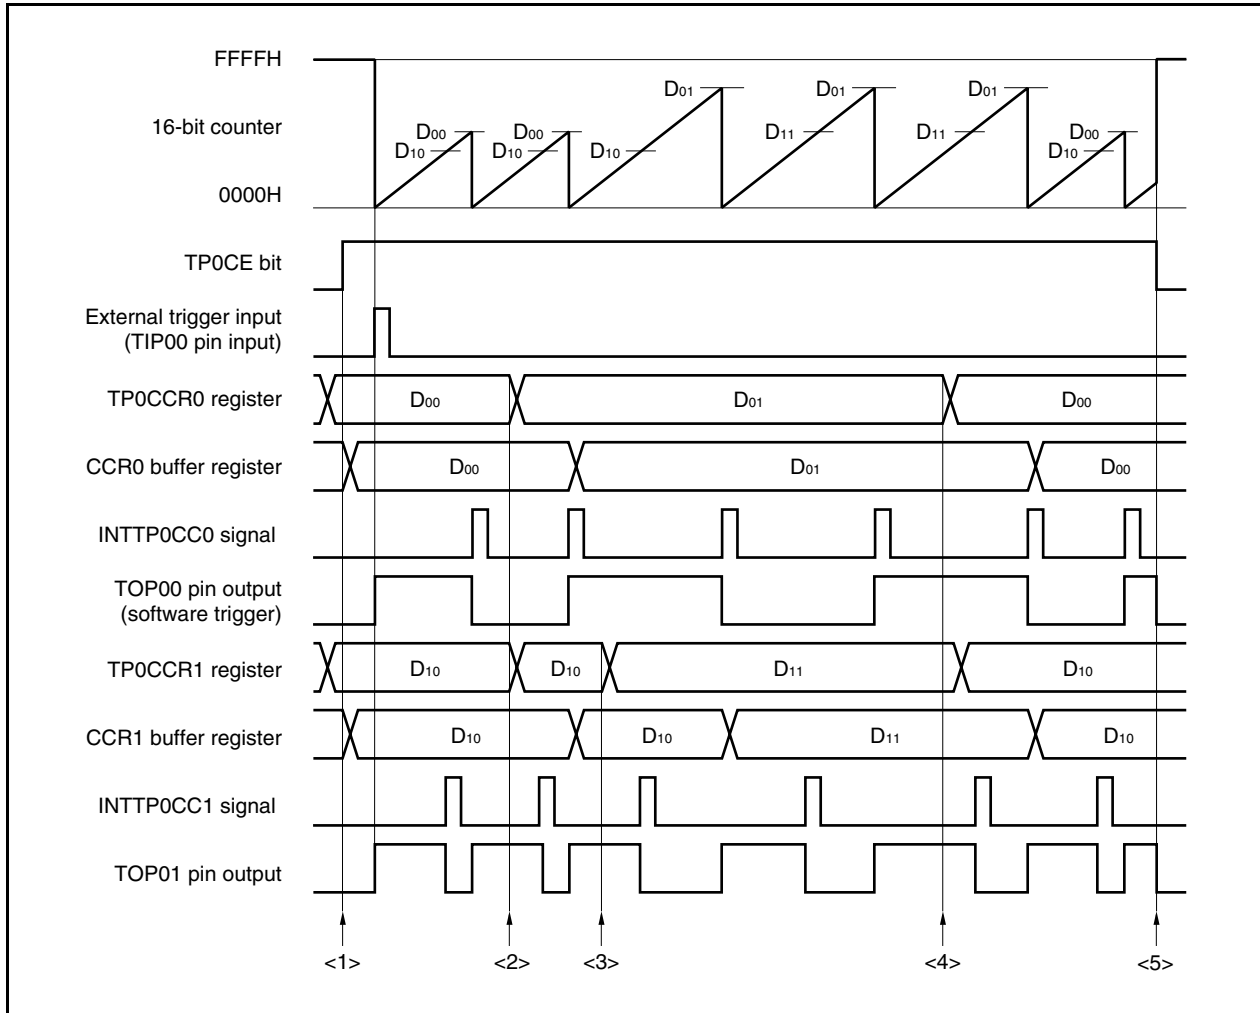 FFFFH
16-bit counter
0000H
D00 D00 D01 D01 D01 D00
D10 D10 D10 D11 D11 D10
TP0CE bit
External trigger input
(TIP00 pin input)
TP0CCR0 register D00 D01 D00
CCR0 buffer register D00 D01 D00
INTTP0CC0 signal
TOP00 pin output
(software trigger)
TP0CCR1 register D10 D10 D11 D10
CCR1 buffer register D10 D10 D11 D10
INTTP0CC1 signal
TOP01 pin output
<1> <2> <3> <4> <5>